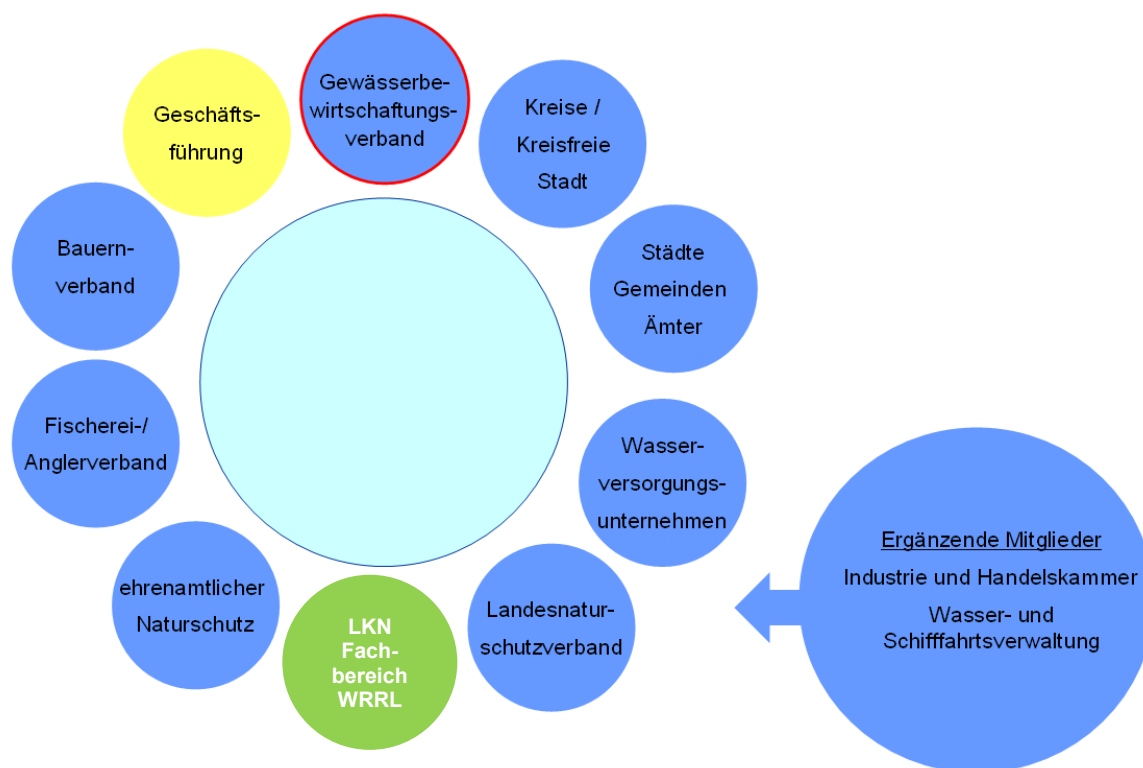 Gewässerbe-
wirtschaftungs-
verband
Kreise /
Kreisfreie
Stadt
Städte
Gemeinden
Ämter
Wasser-
versorgungs-
unternehmen
Landesnatur-
schutzverband
LKN
Fach-
bereich
WRRL
ehrenamtlicher
Naturschutz
Fischerei-/
Anglerverband
Bauern-
verband
Geschäfts-
führung
Ergänzende Mitglieder
Industrie und Handelskammer
Wasser- und
Schifffahrtsverwaltung